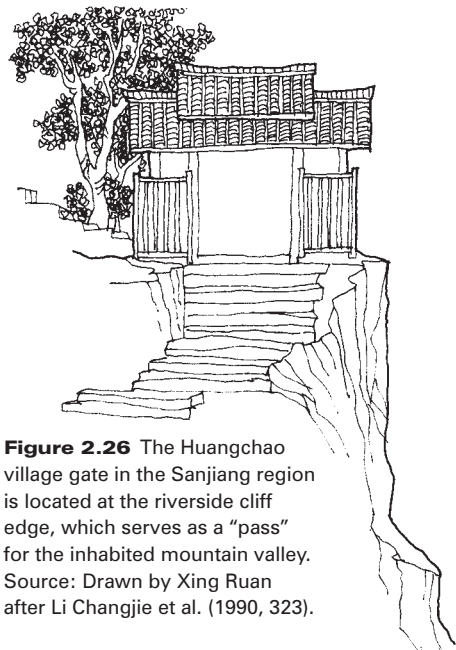 Figure 2.26 The Huangchao
village gate in the Sanjiang region
is located at the riverside cliff
edge, which serves as a “pass”
for the inhabited mountain valley.
Source: Drawn by Xing Ruan
after Li Changjie et al. (1990, 323).